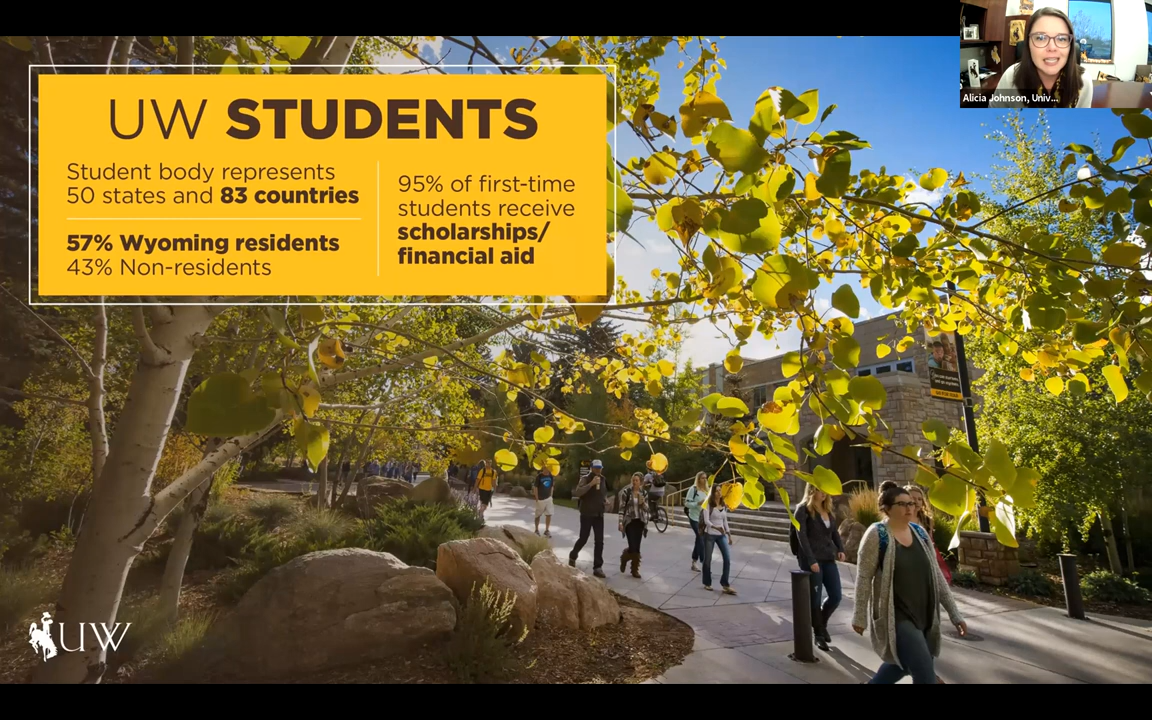 UW STUDENTS
Student body represents
50 states and 83 countries
57% Wyoming residents
43% Non-residents
95% of first-time
students receive
scholarships/
financial aid
Alicia Johnson, Univ...
UW